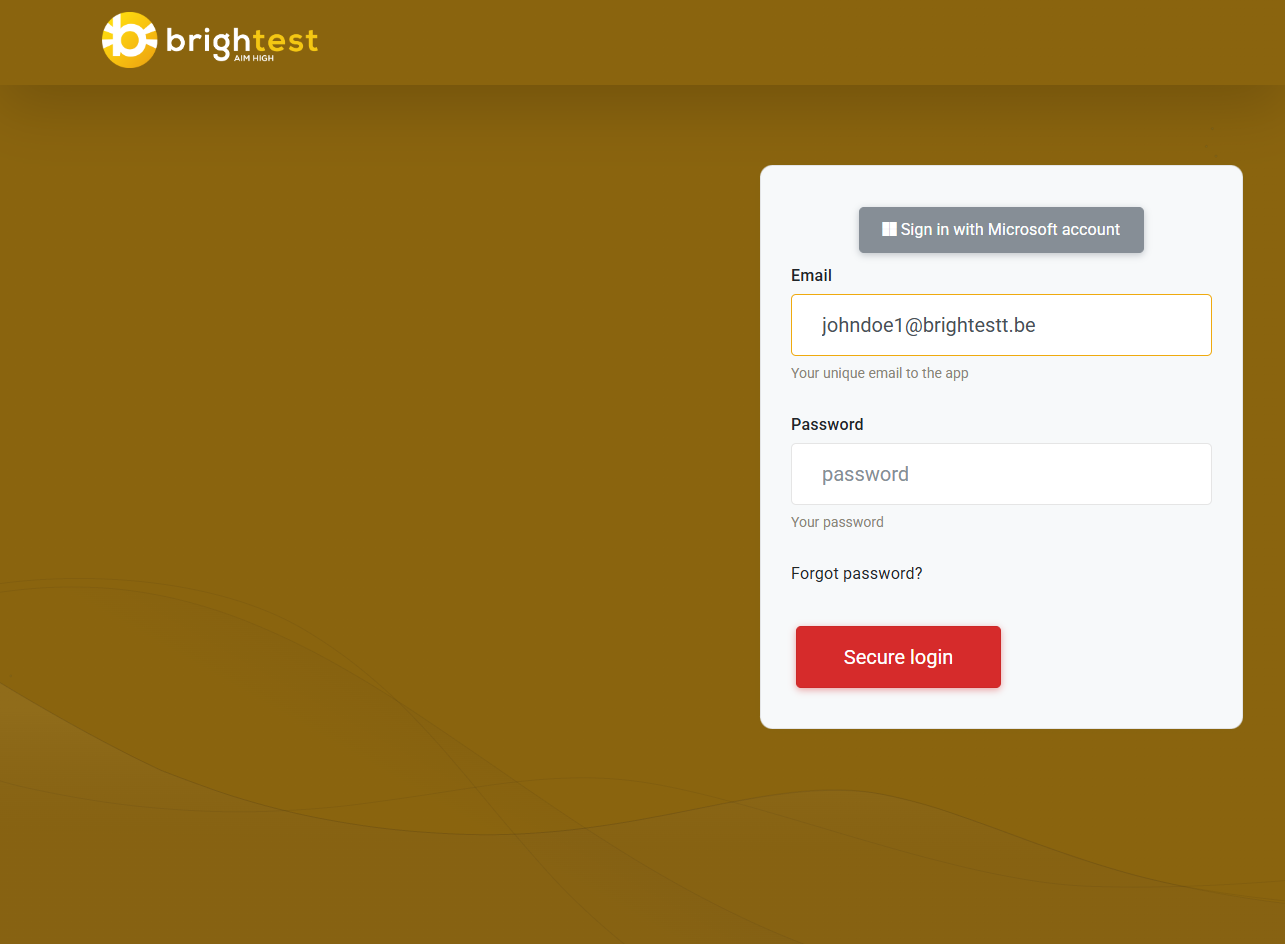 brightest
AIM HIGH
Sign in with Microsoft account
Email
johndoe1@brightestt.be
Your unique email to the app
Password
password
Your password
Forgot password?
Secure login